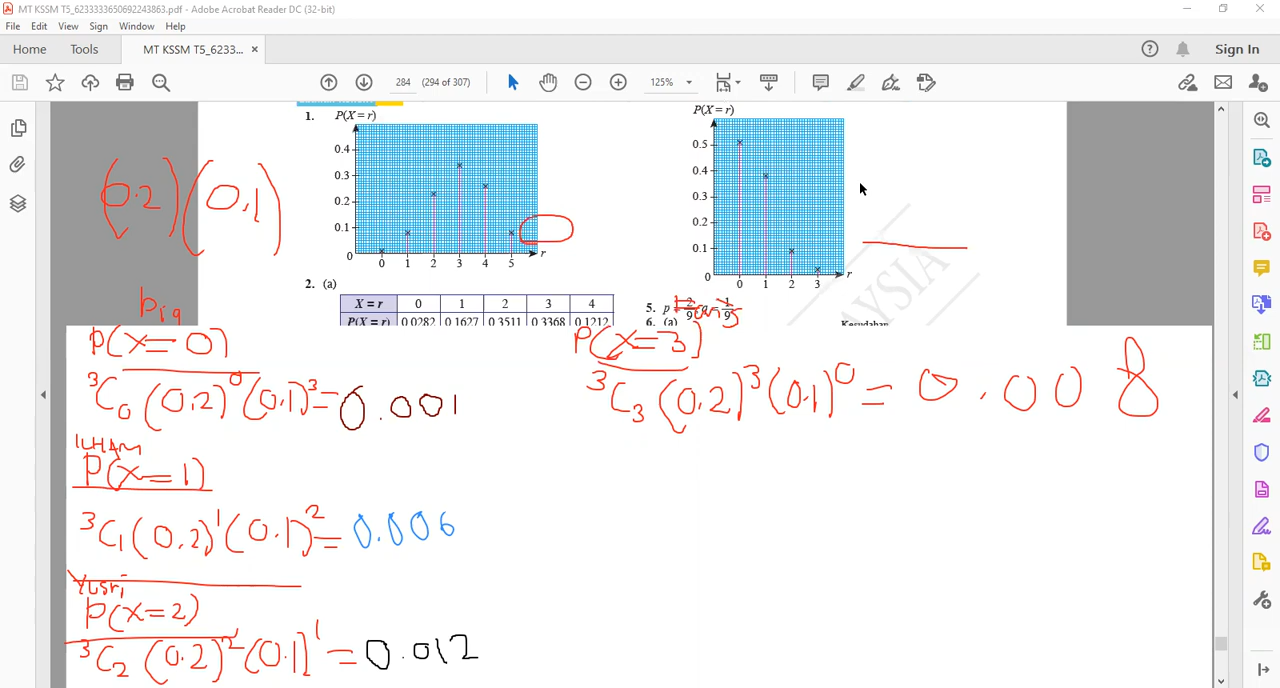 MT KSSM T5_6233333650692243863.pdf - Adobe Acrobat Reader DC (32-bit)
File Edit View Sign Window Help
Home Tools MT KSSM T5_6233... × Sign In
284 (294 of 307) 125%
1. P(X = r)
0.4
0.3
0.2
0.1
0
0 1 2 3 4 5 r
P(X = r)
0.5
0.4
0.3
0.2
0.1
0
0 1 2 3 r
(0.2)(0.1)
2. (a)
X = r 0 1 2 3 4
P(X = r) 0.0282 0.1627 0.3511 0.3368 0.1212
5. p
6. (a) Kesudahan
AYSIA
P(x=0)
³C₀(0.2)⁰(0.1)³=0.001
ILHAM
P(x=1)
³C₁(0.2)¹(0.1)²=0.006
YUSri
P(x=2)
³C₂(0.2)²(0.1)¹=0.012
P(x=3)
³C₃(0.2)³(0.1)⁰=0.008